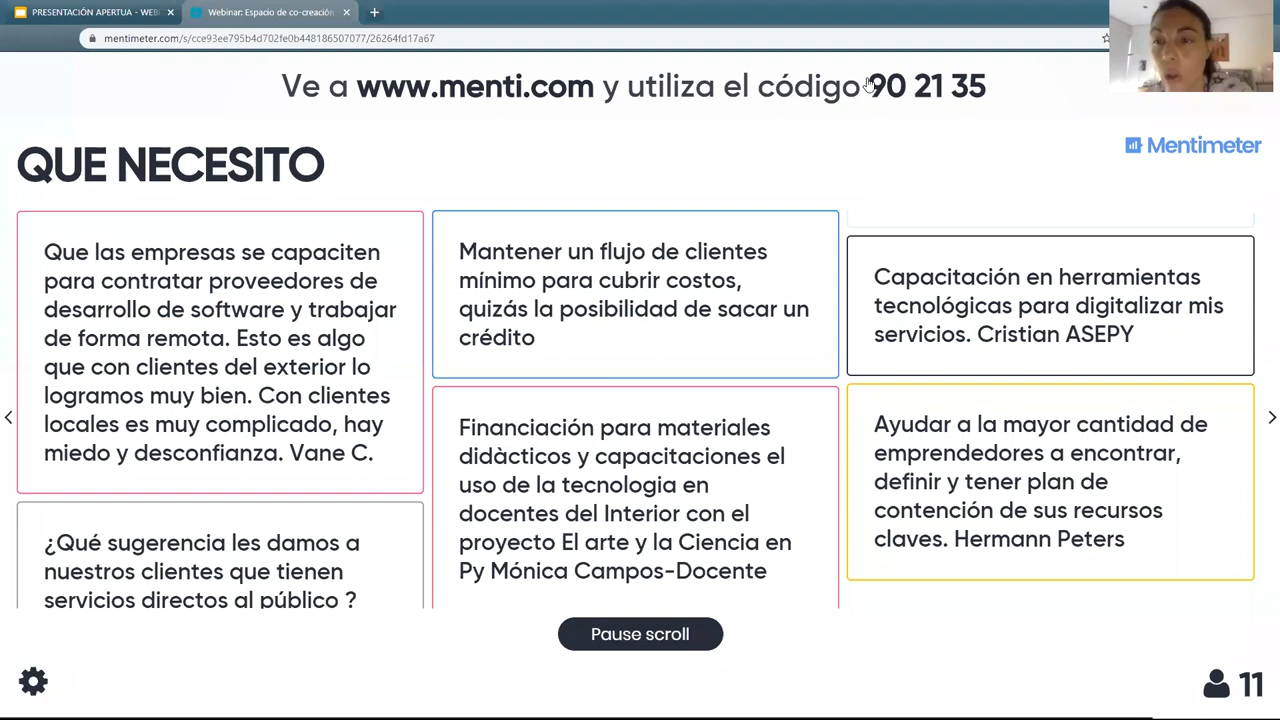 PRESENTACIÓN APERTUA - WEB
Webinar: Espacio de co-creación
mentimeter.com/s/cce93ee795b4d702fe0b448186507077/26264fd17a67
Ve a www.menti.com y utiliza el código 90 21 35
Mentimeter
QUE NECESITO
Que las empresas se capaciten
para contratar proveedores de
desarrollo de software y trabajar
de forma remota. Esto es algo
que con clientes del exterior lo
logramos muy bien. Con clientes
locales es muy complicado, hay
miedo y desconfianza. Vane C.
¿Qué sugerencia les damos a
nuestros clientes que tienen
servicios directos al público ?
Mantener un flujo de clientes
mínimo para cubrir costos,
quizás la posibilidad de sacar un
crédito
Financiación para materiales
didàcticos y capacitaciones el
uso de la tecnologia en
docentes del Interior con el
proyecto El arte y la Ciencia en
Py Mónica Campos-Docente
Capacitación en herramientas
tecnológicas para digitalizar mis
servicios. Cristian ASEPY
Ayudar a la mayor cantidad de
emprendedores a encontrar,
definir y tener plan de
contención de sus recursos
claves. Hermann Peters
Pause scroll
11